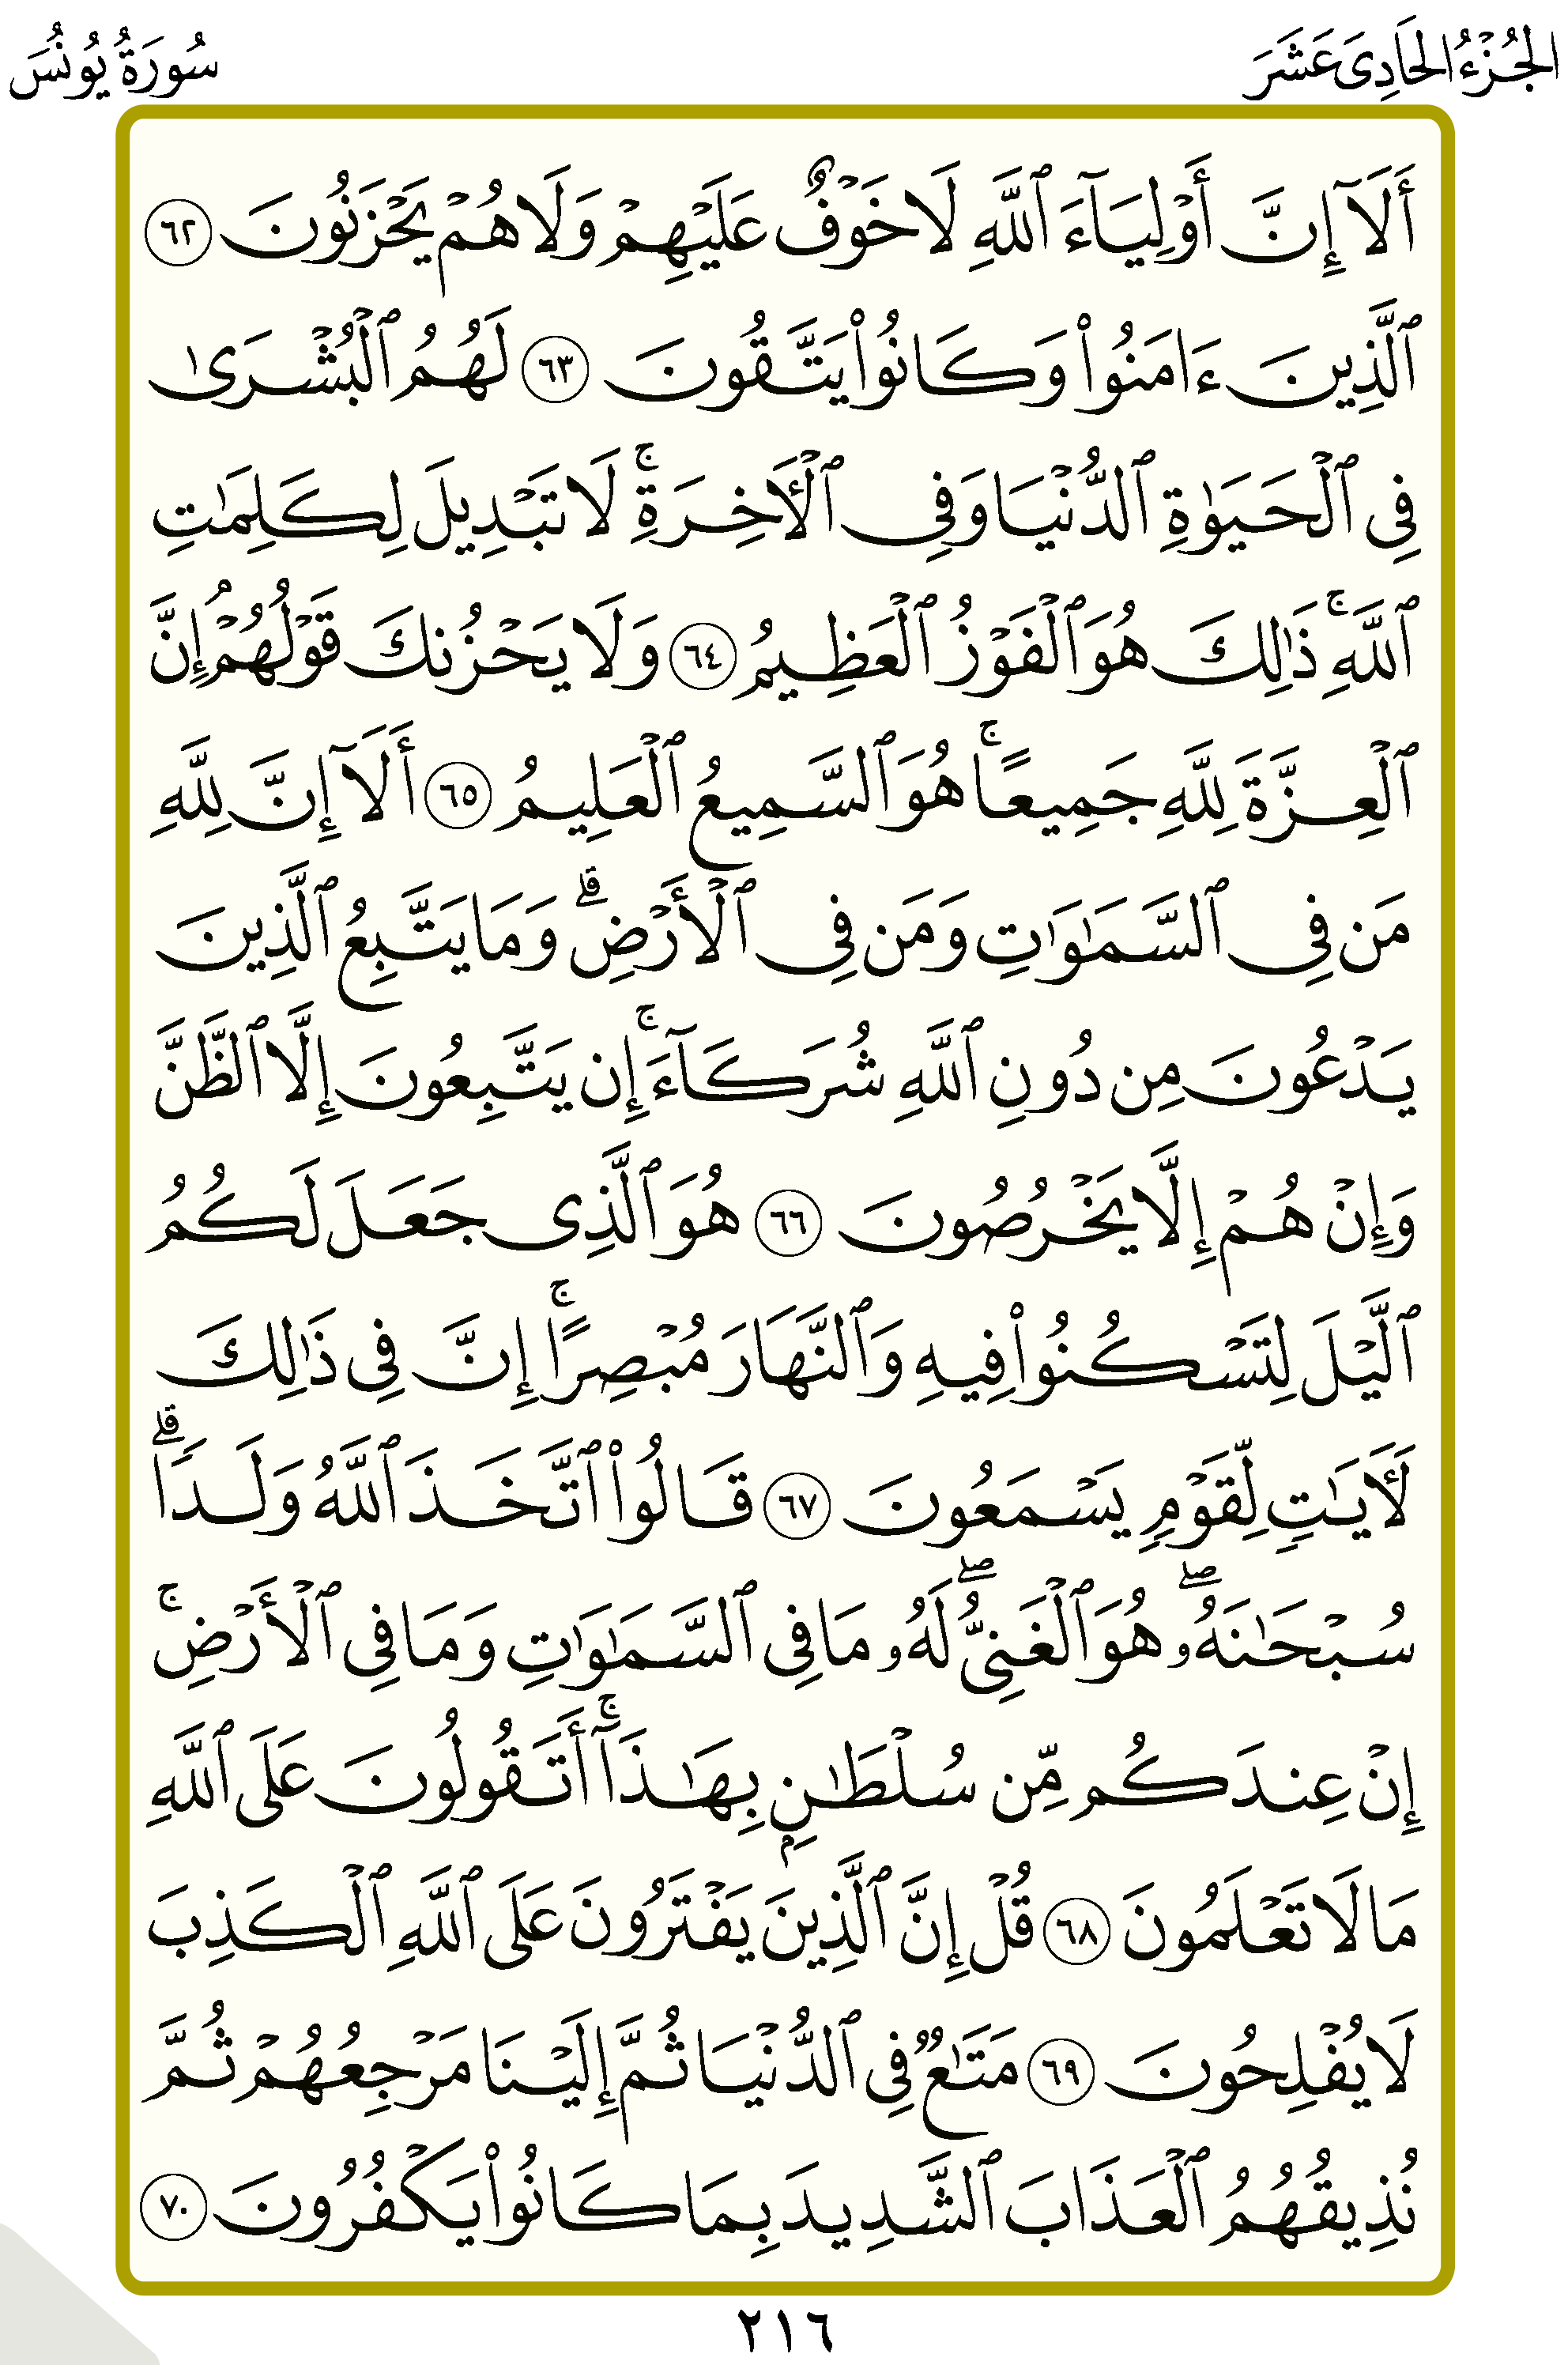 الجُزْءُ الحَادِى عَشَرَ
سُورَةُ يُونُسَ
أَلَآ إِنَّ أَوْلِيَآءَ ٱللَّهِ لَا خَوْفٌ عَلَيْهِمْ وَلَا هُمْ يَحْزَنُونَ ٦٢
ٱلَّذِينَ ءَامَنُوا۟ وَكَانُوا۟ يَتَّقُونَ ٦٣ لَهُمُ ٱلْبُشْرَىٰ
فِى ٱلْحَيَوٰةِ ٱلدُّنْيَا وَفِى ٱلْأَخِرَةِ ۚ لَا تَبْدِيلَ لِكَلِمَٰتِ
ٱللَّهِ ۚ ذَٰلِكَ هُوَ ٱلْفَوْزُ ٱلْعَظِيمُ ٦٤ وَلَا يَحْزُنكَ قَوْلُهُمْ ۘ إِنَّ
ٱلْعِزَّةَ لِلَّهِ جَمِيعًا ۚ هُوَ ٱلسَّمِيعُ ٱلْعَلِيمُ ٦٥ أَلَآ إِنَّ لِلَّهِ
مَن فِى ٱلسَّمَٰوَٰتِ وَمَن فِى ٱلْأَرْضِ ۗ وَمَا يَتَّبِعُ ٱلَّذِينَ
يَدْعُونَ مِن دُونِ ٱللَّهِ شُرَكَآءَ ۚ إِن يَتَّبِعُونَ إِلَّا ٱلظَّنَّ
وَإِنْ هُمْ إِلَّا يَخْرُصُونَ ٦٦ هُوَ ٱلَّذِى جَعَلَ لَكُمُ
ٱلَّيْلَ لِتَسْكُنُوا۟ فِيهِ وَٱلنَّهَارَ مُبْصِرًا ۚ إِنَّ فِى ذَٰلِكَ
لَأَيَٰتٍ لِّقَوْمٍ يَسْمَعُونَ ٦٧ قَالُوا۟ ٱتَّخَذَ ٱللَّهُ وَلَدًا ۗ
سُبْحَٰنَهُۥ ۖ هُوَ ٱلْغَنِىُّ ۖ لَهُۥ مَا فِى ٱلسَّمَٰوَٰتِ وَمَا فِى ٱلْأَرْضِ ۚ
إِنْ عِندَكُم مِّن سُلْطَٰنٍۭ بِهَٰذَآ ۚ أَتَقُولُونَ عَلَى ٱللَّهِ
مَا لَا تَعْلَمُونَ ٦٨ قُلْ إِنَّ ٱلَّذِينَ يَفْتَرُونَ عَلَى ٱللَّهِ ٱلْكَذِبَ
لَا يُفْلِحُونَ ٦٩ مَتَٰعٌ فِى ٱلدُّنْيَا ثُمَّ إِلَيْنَا مَرْجِعُهُمْ ثُمَّ
نُذِيقُهُمُ ٱلْعَذَابَ ٱلشَّدِيدَ بِمَا كَانُوا۟ يَكْفُرُونَ ٧٠
٢١٦